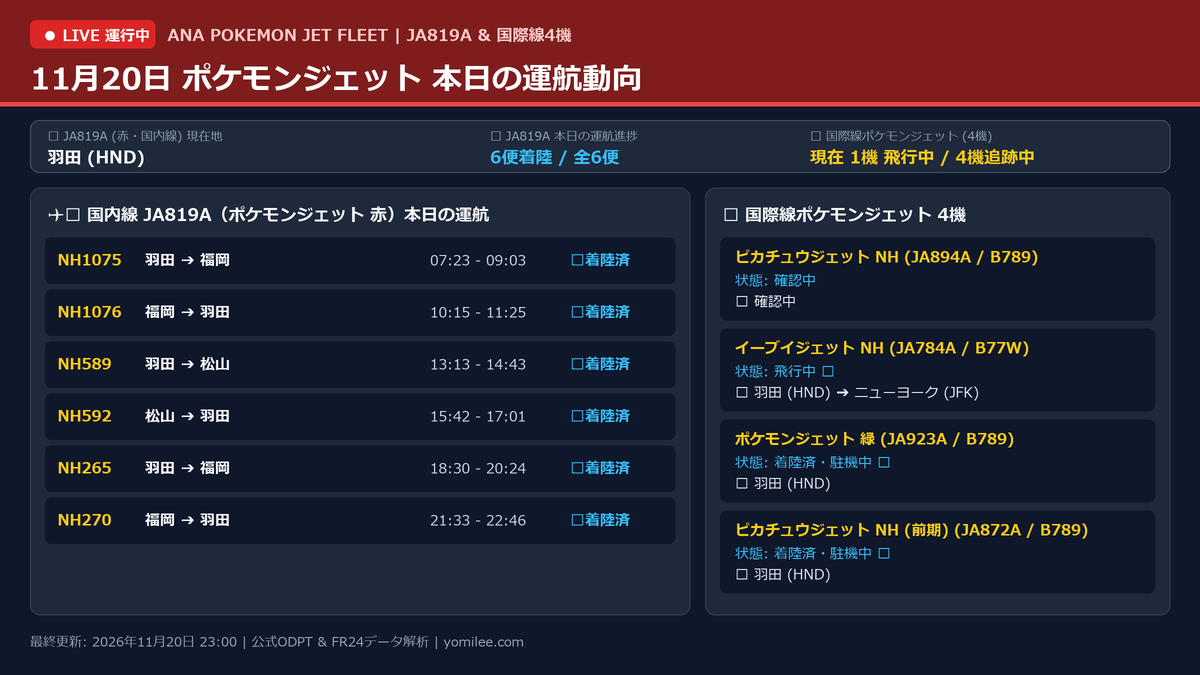 ● LIVE 運行中 ANA POKEMON JET FLEET | JA819A & 国際線4機
11月20日 ポケモンジェット 本日の運航動向
□ JA819A (赤・国内線) 現在地
羽田 (HND)
□ JA819A 本日の運航進捗
6便着陸 / 全6便
□ 国際線ポケモンジェット (4機)
現在 1機 飛行中 / 4機追跡中
✈□ 国内線 JA819A（ポケモンジェット 赤）本日の運航
NH1075 羽田 → 福岡 07:23 - 09:03 □着陸済
NH1076 福岡 → 羽田 10:15 - 11:25 □着陸済
NH589 羽田 → 松山 13:13 - 14:43 □着陸済
NH592 松山 → 羽田 15:42 - 17:01 □着陸済
NH265 羽田 → 福岡 18:30 - 20:24 □着陸済
NH270 福岡 → 羽田 21:33 - 22:46 □着陸済
□ 国際線ポケモンジェット 4機
ピカチュウジェット NH (JA894A / B789)
状態: 確認中
□ 確認中
イーブイジェット NH (JA784A / B77W)
状態: 飛行中 □
□ 羽田 (HND) ➔ ニューヨーク (JFK)
ポケモンジェット 緑 (JA923A / B789)
状態: 着陸済・駐機中 □
□ 羽田 (HND)
ピカチュウジェット NH (前期) (JA872A / B789)
状態: 着陸済・駐機中 □
□ 羽田 (HND)
最終更新: 2026年11月20日 23:00 | 公式ODPT & FR24データ解析 | yomilee.com